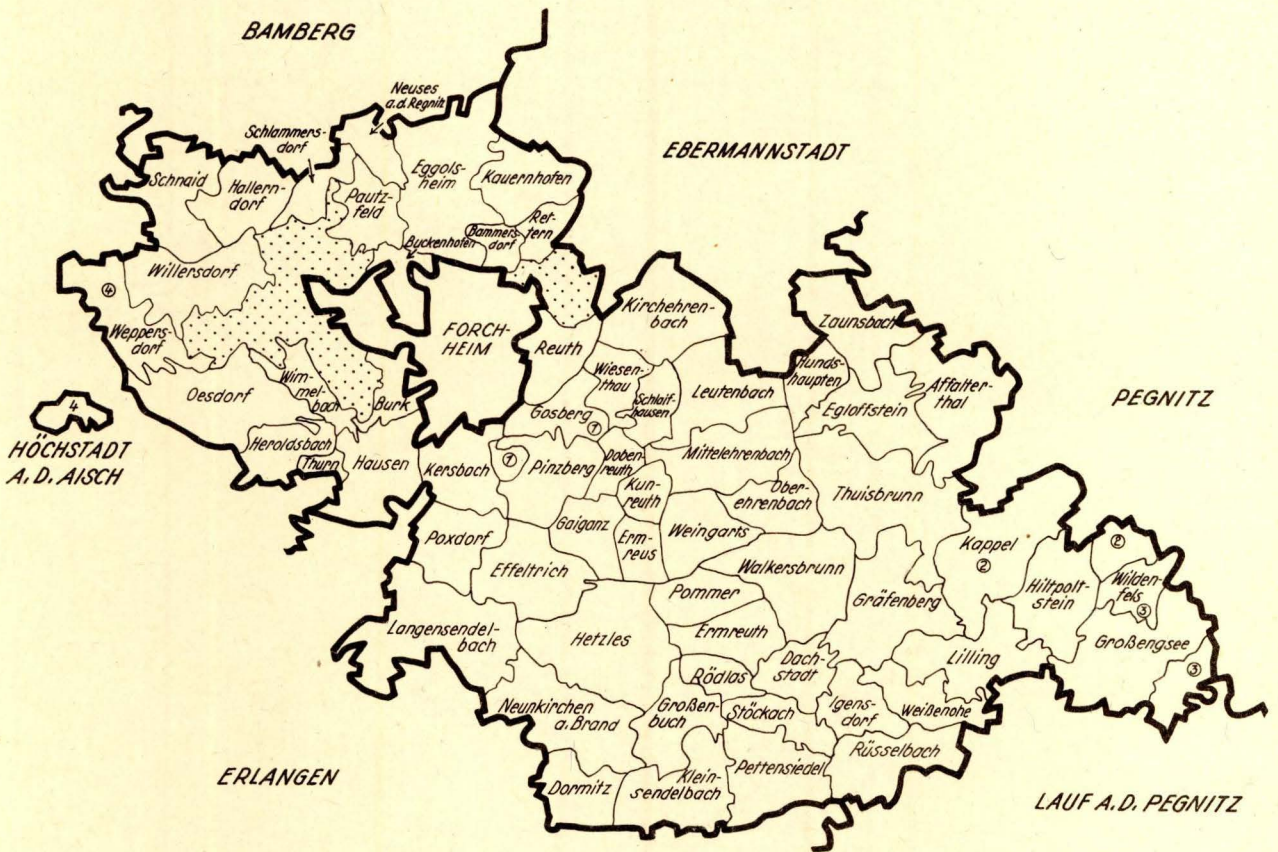 BAMBERG
Neuses
a.d. Regnitz
Schlammers-
dorf
EBERMANNSTADT
Schnaid
Hallern-
dorf
Pautz-
feld
Eggols-
heim
Kauernhofen
Ret-
tern
Bammers
dorf
Buckenhofen
Willersdorf
④
Weppers-
dorf
Oesdorf
Wim-
mel-
bach
Burk
FORCH-
HEIM
Reuth
Kirchehren-
bach
Wiesen-
thau
Schlaif-
hausen
Leutenbach
Zaunsbach
Hunds-
haupten
Affalter-
thal
Egloffstein
PEGNITZ
4
HÖCHSTADT
A. D. AISCH
Heroldsbach
Thurn
Hausen
Gosberg
①
Kersbach
①
Pinzberg
Doben-
reuth
Mittelehrenbach
Kun-
reuth
Ober-
ehrenbach
Thuisbrunn
Poxdorf
Gaiganz
Erm-
reus
Weingarts
Effeltrich
Walkersbrunn
Kappel
②
②
Hiltpolt-
stein
Wilden-
fels
③
Pommer
Gräfenberg
Langensendel-
bach
Hetzles
Ermreuth
Großengsee
③
Lilling
Dach-
stadt
Rödlas
Neunkirchen
a. Brand
Großen-
buch
Stöckach
Igens-
dorf
Weißenohe
Rüsselbach
Pettensiedel
Klein-
sendelbach
Dormitz
ERLANGEN
LAUF A.D. PEGNITZ